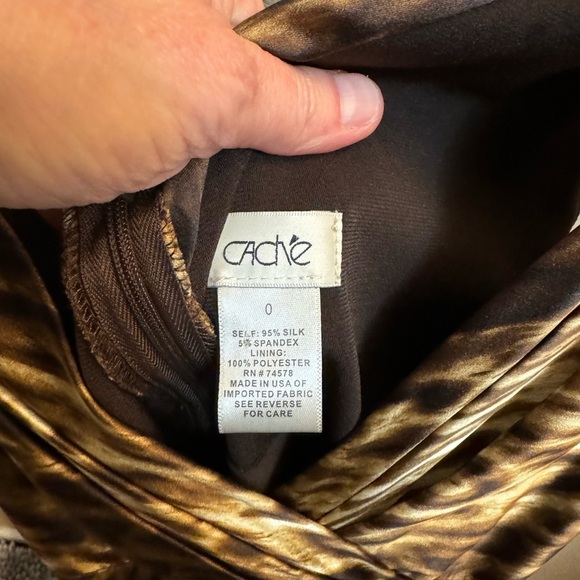 CAché
0
SELF: 95% SILK
5% SPANDEX
LINING:
100% POLYESTER
RN # 74578
MADE IN USA OF
IMPORTED FABRIC
SEE REVERSE
FOR CARE